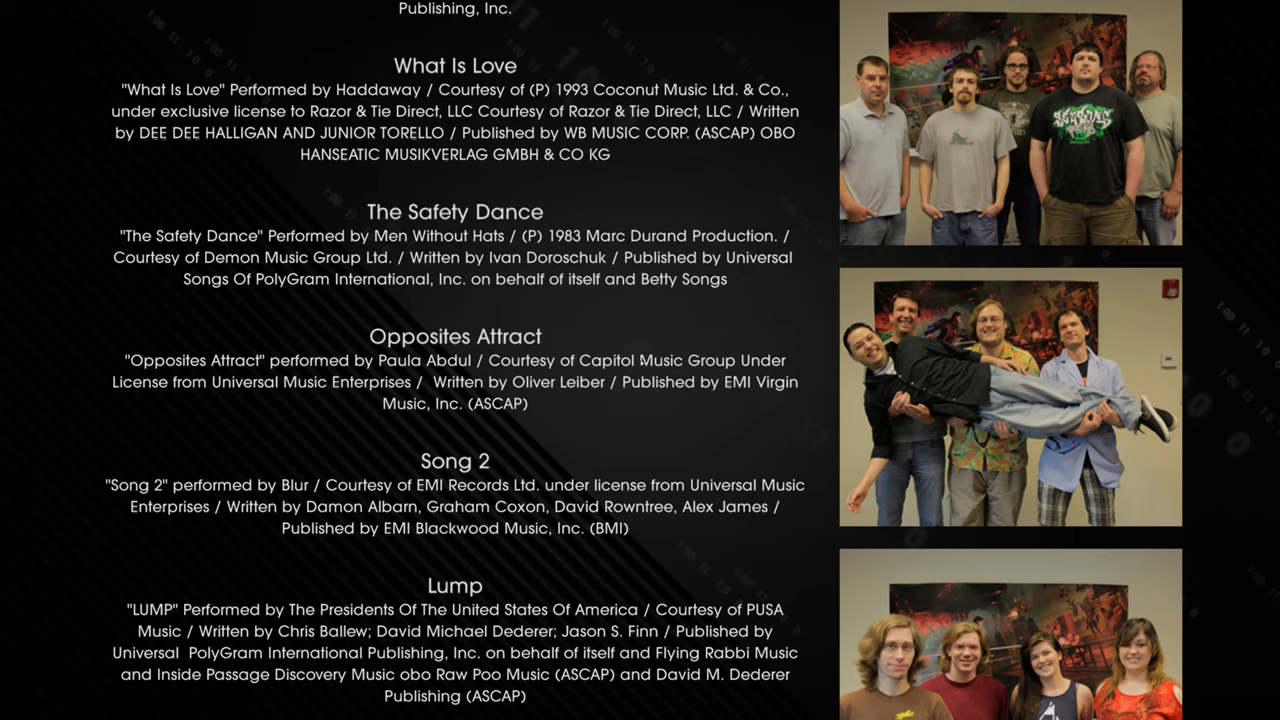 Publishing, Inc.
What Is Love
"What Is Love" Performed by Haddaway / Courtesy of (P) 1993 Coconut Music Ltd. & Co.,
under exclusive license to Razor & Tie Direct, LLC Courtesy of Razor & Tie Direct, LLC / Written
by DEE DEE HALLIGAN AND JUNIOR TORELLO / Published by WB MUSIC CORP. (ASCAP) OBO
HANSEATIC MUSIKVERLAG GMBH & CO KG
The Safety Dance
"The Safety Dance" Performed by Men Without Hats / (P) 1983 Marc Durand Production. /
Courtesy of Demon Music Group Ltd. / Written by Ivan Doroschuk / Published by Universal
Songs Of PolyGram International, Inc. on behalf of itself and Betty Songs
Opposites Attract
"Opposites Attract" performed by Paula Abdul / Courtesy of Capitol Music Group Under
License from Universal Music Enterprises /  Written by Oliver Leiber / Published by EMI Virgin
Music, Inc. (ASCAP)
Song 2
"Song 2" performed by Blur / Courtesy of EMI Records Ltd. under license from Universal Music
Enterprises / Written by Damon Albarn, Graham Coxon, David Rowntree, Alex James /
Published by EMI Blackwood Music, Inc. (BMI)
Lump
"LUMP" Performed by The Presidents Of The United States Of America / Courtesy of PUSA
Music / Written by Chris Ballew; David Michael Dederer; Jason S. Finn / Published by
Universal  PolyGram International Publishing, Inc. on behalf of itself and Flying Rabbi Music
and Inside Passage Discovery Music obo Raw Poo Music (ASCAP) and David M. Dederer
Publishing (ASCAP)